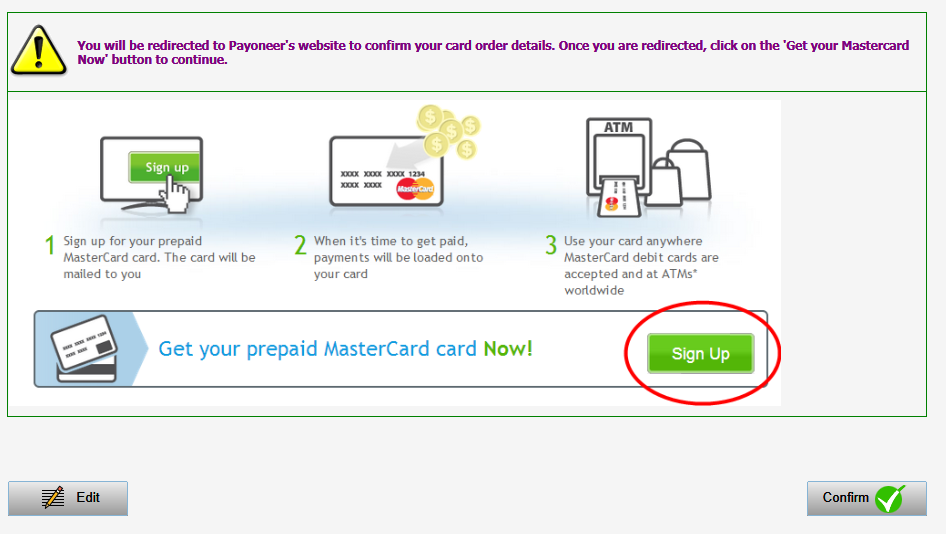 You will be redirected to Payoneer's website to confirm your card order details. Once you are redirected, click on the 'Get your Mastercard
Now' button to continue.
Sign up
XXXX XXXX XXXX 1234
XXXX XXXX
MasterCard
$
$
$
$
$
ATM
1 Sign up for your prepaid
MasterCard card. The card will be
mailed to you
2 When it's time to get paid,
payments will be loaded onto
your card
3 Use your card anywhere
MasterCard debit cards are
accepted and at ATMs*
worldwide
Get your prepaid MasterCard card Now!
Sign Up
Edit
Confirm